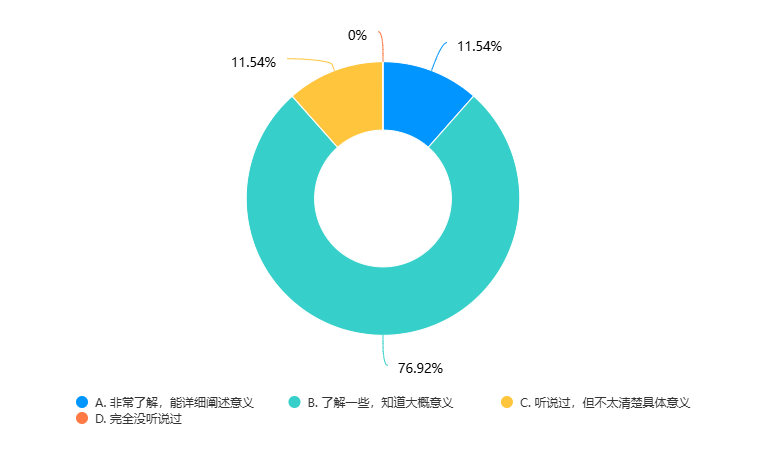 0%
11.54%
11.54%
76.92%
A. 非常了解，能详细阐述意义
B. 了解一些，知道大概意义
C. 听说过，但不太清楚具体意义
D. 完全没听说过